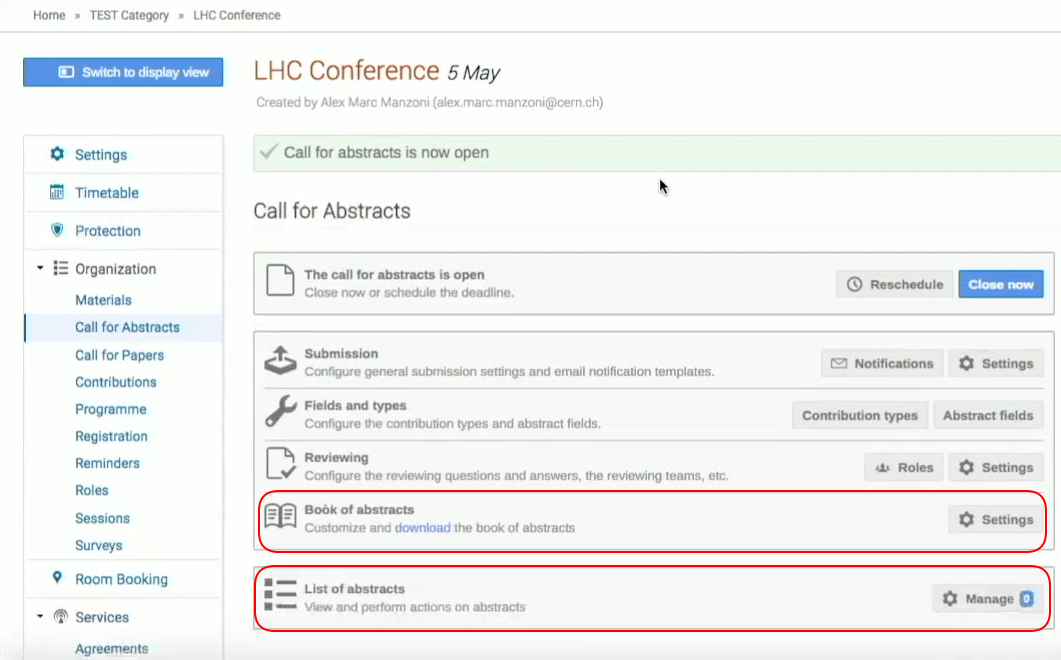 Home » TEST Category » LHC Conference
Switch to display view
LHC Conference 5 May
Created by Alex Marc Manzoni (alex.marc.manzoni@cern.ch)
Call for abstracts is now open
Settings
Timetable
Protection
Organization
Materials
Call for Abstracts
Call for Papers
Contributions
Programme
Registration
Reminders
Roles
Sessions
Surveys
Room Booking
Services
Agreements
Call for Abstracts
The call for abstracts is open
Close now or schedule the deadline.
Reschedule Close now
Submission
Configure general submission settings and email notification templates.
Notifications Settings
Fields and types
Configure the contribution types and abstract fields.
Contribution types Abstract fields
Reviewing
Configure the reviewing questions and answers, the reviewing teams, etc.
Roles Settings
Book of abstracts
Customize and download the book of abstracts
Settings
List of abstracts
View and perform actions on abstracts
Manage 0